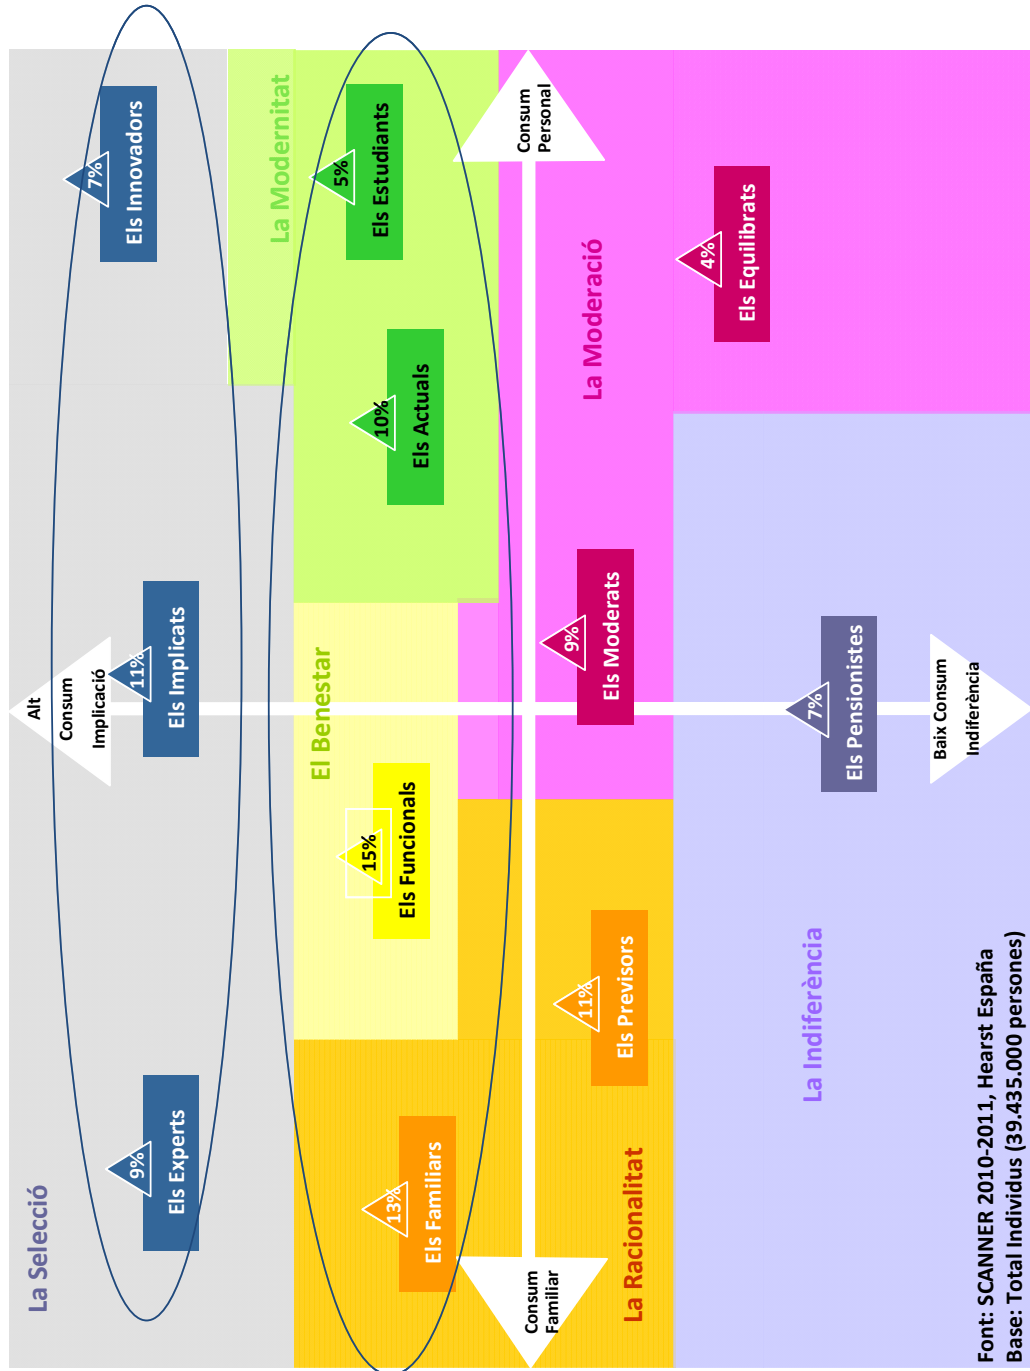 La Selecció
Alt
Consum
Implicació
7%
Els Innovadors
11%
Els Implicats
9%
Els Experts
La Modernitat
El Benestar
5%
Els Estudiants
10%
Els Actuals
15%
Els Funcionals
13%
Els Familiars
Consum
Familiar
Consum
Personal
La Moderació
9%
Els Moderats
11%
Els Previsors
La Racionalitat
4%
Els Equilibrats
7%
Els Pensionistes
La Indiferència
Baix Consum
Indiferència
Font: SCANNER 2010-2011, Hearst España
Base: Total Individus (39.435.000 persones)